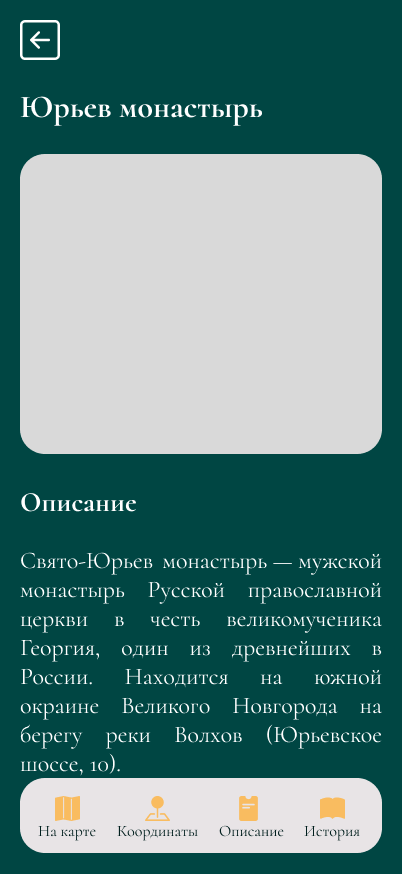 Юрьев монастырь
Описание
Свято-Юрьев монастырь — мужской
монастырь Русской православной
церкви в честь великомученика
Георгия, один из древнейших в
России. Находится на южной
окраине Великого Новгорода на
берегу реки Волхов (Юрьевское
шоссе, 10).
На карте Координаты Описание История